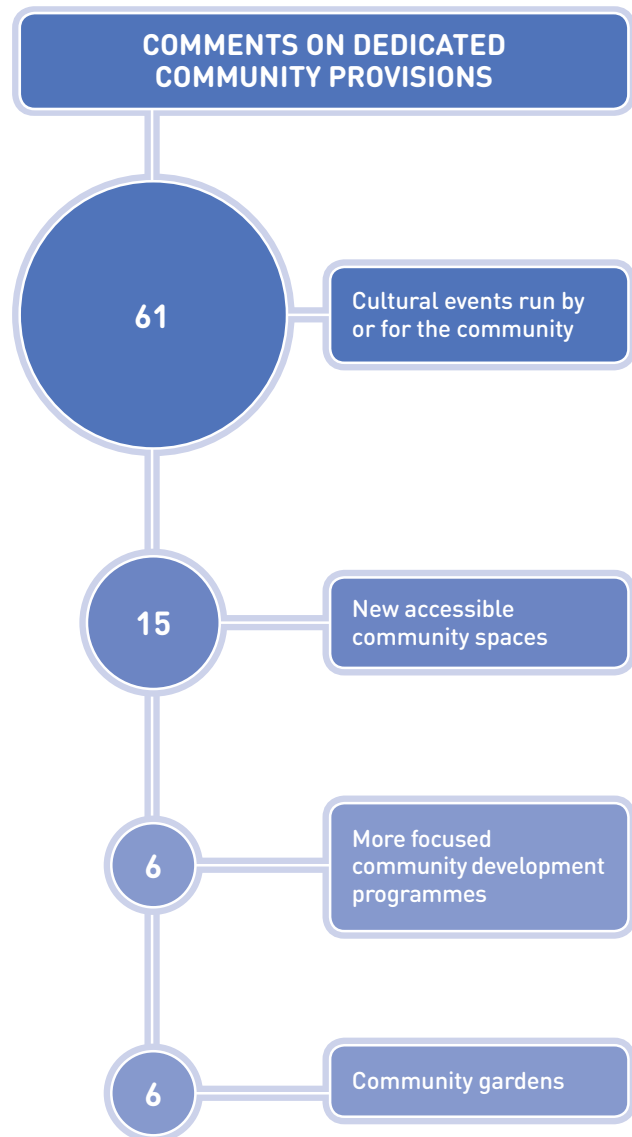 COMMENTS ON DEDICATED
COMMUNITY PROVISIONS
61
Cultural events run by
or for the community
15
New accessible
community spaces
6
More focused
community development
programmes
6
Community gardens